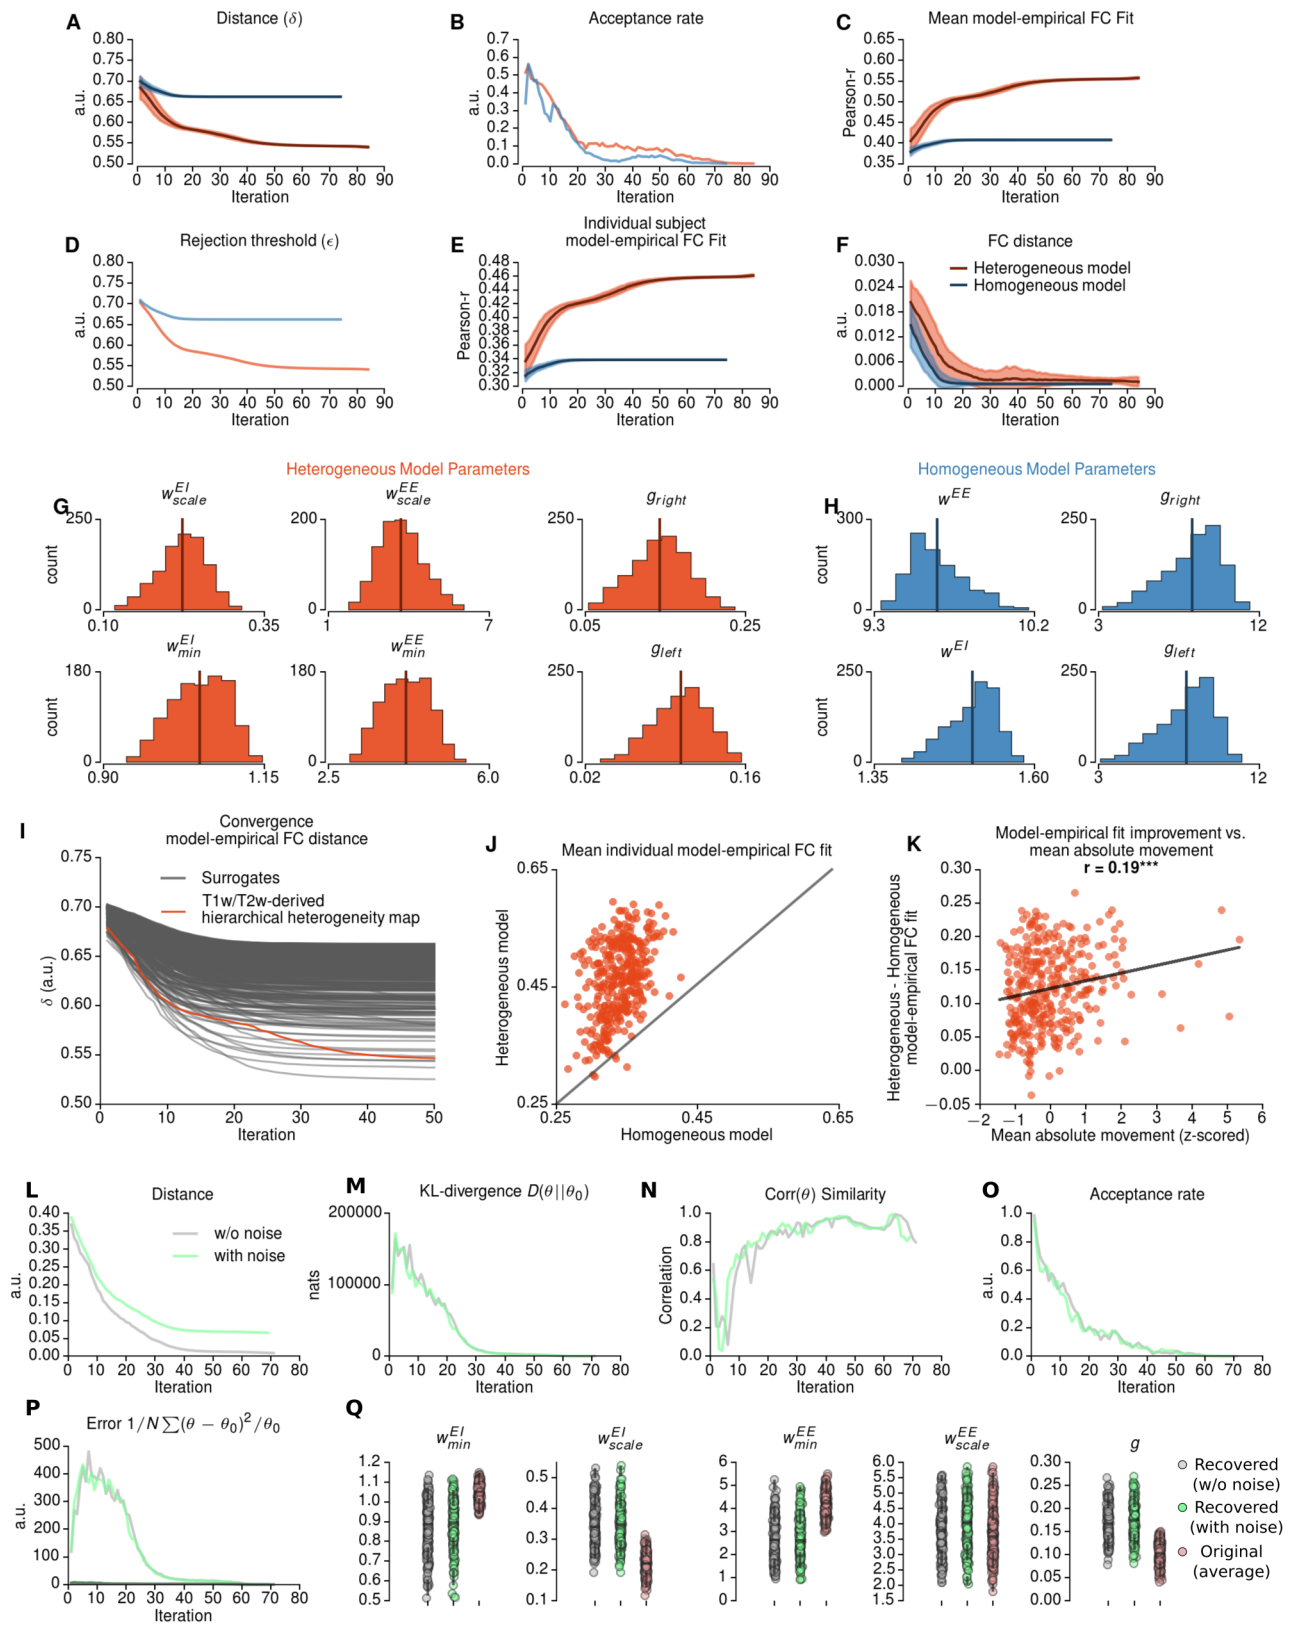 A
Distance (δ)
0.80
0.75
0.70
0.65
0.60
0.55
0.50
a.u.
0 10 20 30 40 50 60 70 80 90
Iteration
B
Acceptance rate
0.7
0.6
0.5
0.4
0.3
0.2
0.1
0.0
a.u.
0 10 20 30 40 50 60 70 80 90
Iteration
C
Mean model-empirical FC Fit
0.65
0.60
0.55
0.50
0.45
0.40
0.35
Pearson-r
0 10 20 30 40 50 60 70 80 90
Iteration
D
Rejection threshold (ϵ)
0.80
0.75
0.70
0.65
0.60
0.55
0.50
a.u.
0 10 20 30 40 50 60 70 80 90
Iteration
E
Individual subject
model-empirical FC Fit
0.48
0.46
0.44
0.42
0.40
0.38
0.36
0.34
0.32
0.30
Pearson-r
0 10 20 30 40 50 60 70 80 90
Iteration
F
FC distance
0.030
0.024
0.018
0.012
0.006
0.000
a.u.
Heterogeneous model
Homogeneous model
0 10 20 30 40 50 60 70 80 90
Iteration
Heterogeneous Model Parameters
Homogeneous Model Parameters
G
w^{EI}_{scale}
250
count
0
0.10 0.35
w^{EE}_{scale}
200
0
1 7
g_{right}
250
0
0.05 0.25
H
w^{EE}
300
count
0
9.3 10.2
g_{right}
250
0
3 12
w^{EI}_{min}
180
count
0
0.90 1.15
w^{EE}_{min}
180
0
2.5 6.0
g_{left}
250
0
0.02 0.16
w^{EI}
250
count
0
1.35 1.60
g_{left}
250
0
3 12
I
Convergence
model-empirical FC distance
0.75
0.70
0.65
0.60
0.55
0.50
δ (a.u.)
Surrogates
T1w/T2w-derived
hierarchical heterogeneity map
0 10 20 30 40 50
Iteration
J
Mean individual model-empirical FC fit
0.65
0.45
0.25
Heterogeneous model
0.25 0.45 0.65
Homogeneous model
K
Model-empirical fit improvement vs.
mean absolute movement
r = 0.19***
0.30
0.25
0.20
0.15
0.10
0.05
0.00
−0.05
Heterogeneous - Homogeneous
model-empirical FC fit
−2 −1 0 1 2 3 4 5 6
Mean absolute movement (z-scored)
L
Distance
0.40
0.35
0.30
0.25
0.20
0.15
0.10
0.05
0.00
a.u.
w/o noise
with noise
0 10 20 30 40 50 60 70 80
Iteration
M
KL-divergence D(θ||θ₀)
200000
100000
0
nats
0 10 20 30 40 50 60 70 80
Iteration
N
Corr(θ) Similarity
1.0
0.8
0.6
0.4
0.2
0.0
Correlation
0 10 20 30 40 50 60 70 80
Iteration
O
Acceptance rate
1.0
0.8
0.6
0.4
0.2
0.0
a.u.
0 10 20 30 40 50 60 70 80
Iteration
P
Error 1/N ∑(θ − θ₀)²/θ₀
500
400
300
200
100
0
a.u.
0 10 20 30 40 50 60 70 80
Iteration
Q
w^{EI}_{min}
1.2
1.1
1.0
0.9
0.8
0.7
0.6
0.5
w^{EI}_{scale}
0.5
0.4
0.3
0.2
0.1
w^{EE}_{min}
6
5
4
3
2
1
0
w^{EE}_{scale}
6.0
5.5
5.0
4.5
4.0
3.5
3.0
2.5
2.0
1.5
g
0.30
0.25
0.20
0.15
0.10
0.05
0.00
Recovered
(w/o noise)
Recovered
(with noise)
Original
(average)